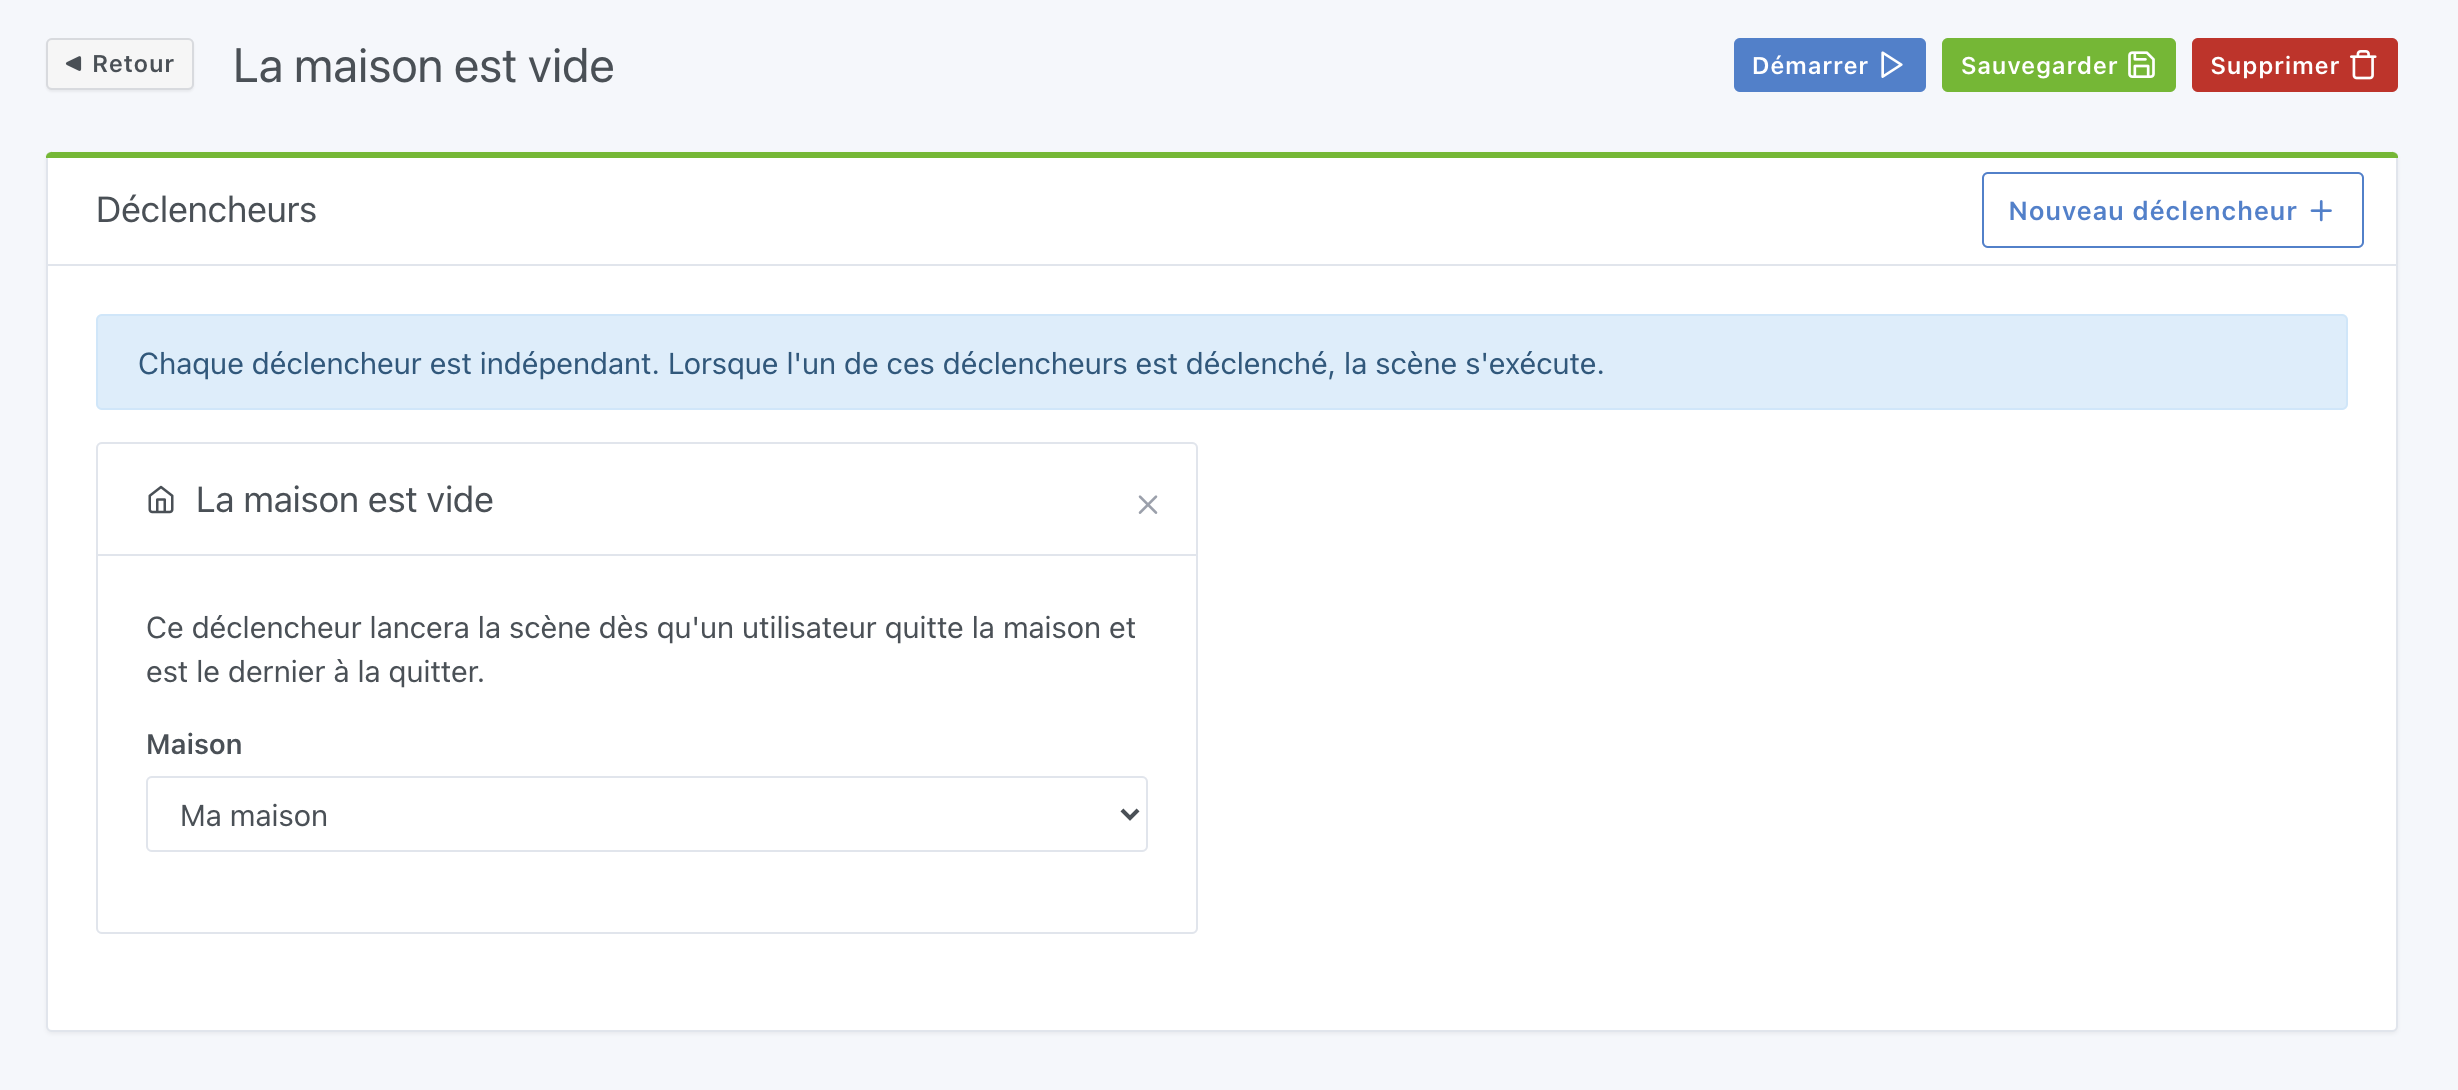 ◄ Retour
La maison est vide
Démarrer
Sauvegarder
Supprimer
Déclencheurs
Nouveau déclencheur +
Chaque déclencheur est indépendant. Lorsque l'un de ces déclencheurs est déclenché, la scène s'exécute.
La maison est vide
Ce déclencheur lancera la scène dès qu'un utilisateur quitte la maison et
est le dernier à la quitter.
Maison
Ma maison